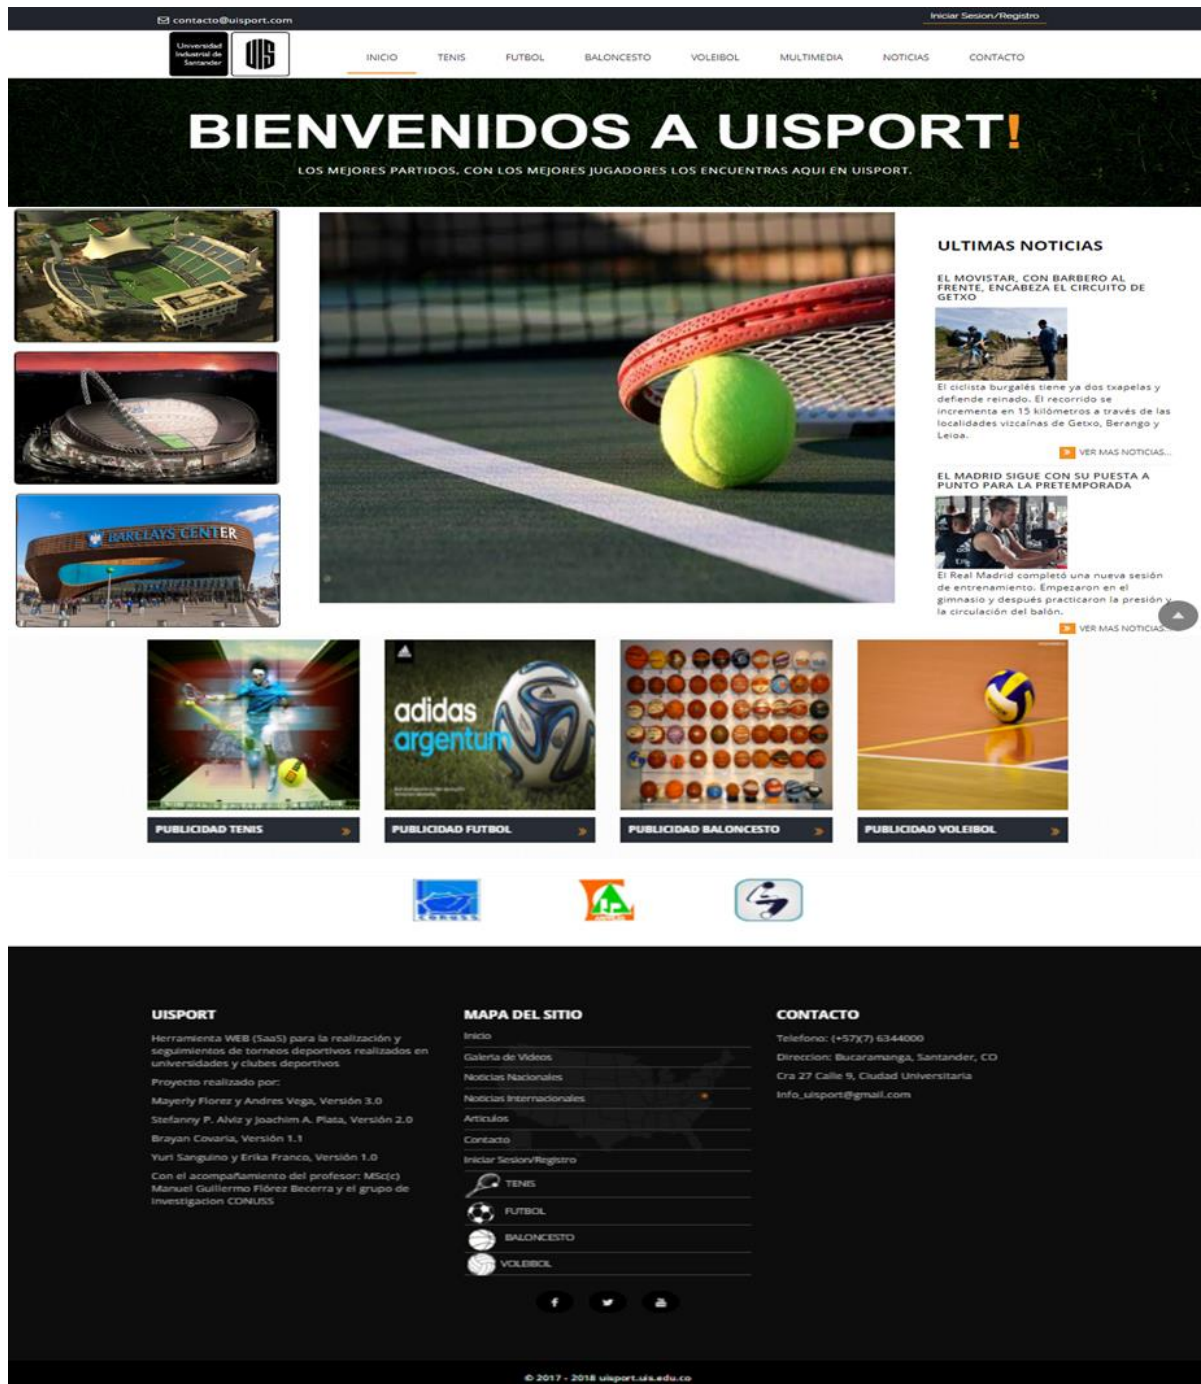 contacto@uisport.com
Iniciar Sesion/Registro
Universidad
Industrial de
Santander
UIS
INICIO TENIS FUTBOL BALONCESTO VOLEIBOL MULTIMEDIA NOTICIAS CONTACTO
BIENVENIDOS A UISPORT!
LOS MEJORES PARTIDOS, CON LOS MEJORES JUGADORES LOS ENCUENTRAS AQUI EN UISPORT.
BARCLAYS CENTER
ULTIMAS NOTICIAS
EL MOVISTAR, CON BARBERO AL
FRENTE, ENCABEZA EL CIRCUITO DE
GETXO
El ciclista burgalés tiene ya dos txapelas y
defiende reinado. El recorrido se
incrementa en 15 kilómetros a través de las
localidades vizcaínas de Getxo, Berango y
Leioa.
VER MAS NOTICIAS...
EL MADRID SIGUE CON SU PUESTA A
PUNTO PARA LA PRETEMPORADA
El Real Madrid completó una nueva sesión
de entrenamiento. Empezaron en el
gimnasio y después practicaron la presión y
la circulación del balón.
VER MAS NOTICIAS...
adidas
argentum
PUBLICIDAD TENIS
PUBLICIDAD FUTBOL
PUBLICIDAD BALONCESTO
PUBLICIDAD VOLEIBOL
CONUSS
UISPORT
Herramienta WEB (SaaS) para la realización y
seguimientos de torneos deportivos realizados en
universidades y clubes deportivos
Proyecto realizado por:
Mayerly Florez y Andres Vega, Versión 3.0
Stefanny P. Alviz y Joachim A. Plata, Versión 2.0
Brayan Covaria, Versión 1.1
Yuri Sanguino y Erika Franco, Versión 1.0
Con el acompañamiento del profesor: MSc(c)
Manuel Guillermo Flórez Becerra y el grupo de
Investigacion CONUSS
MAPA DEL SITIO
Inicio
Galeria de Videos
Noticias Nacionales
Noticias Internacionales
Articulos
Contacto
Iniciar Sesion/Registro
TENIS
FUTBOL
BALONCESTO
VOLEIBOL
CONTACTO
Telefono: (+57)(7) 6344000
Direccion: Bucaramanga, Santander, CO
Cra 27 Calle 9, Ciudad Universitaria
Info_uisport@gmail.com
© 2017 - 2018 uisport.uis.edu.co